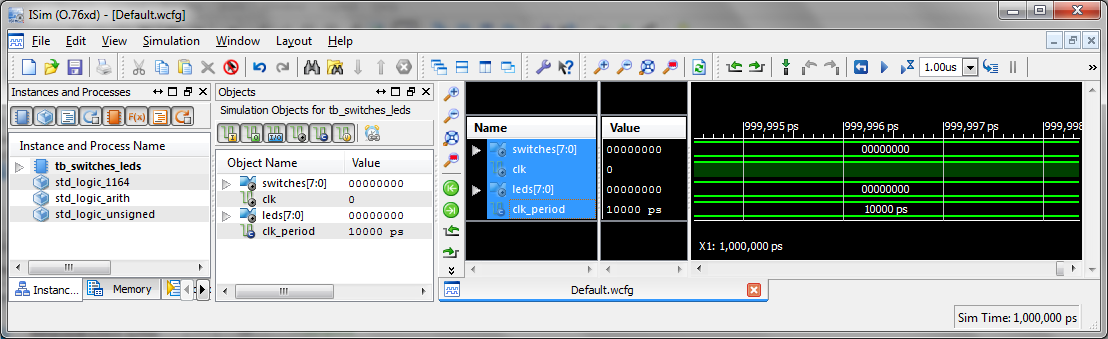 ISim (O.76xd) - [Default.wcfg]
File Edit View Simulation Window Layout Help
1.00us
»
Instances and Processes
F(x)
Instance and Process Name
tb_switches_leds
std_logic_1164
std_logic_arith
std_logic_unsigned
Instanc...
Memory
Objects
Simulation Objects for tb_switches_leds
Object Name Value
switches[7:0] 00000000
clk 0
leds[7:0] 00000000
clk_period 10000 ps
Name Value
switches[7:0] 00000000
clk 0
leds[7:0] 00000000
clk_period 10000 ps
999,995 ps 999,996 ps 999,997 ps 999,998
00000000
00000000
10000 ps
X1: 1,000,000 ps
Default.wcfg
Sim Time: 1,000,000 ps